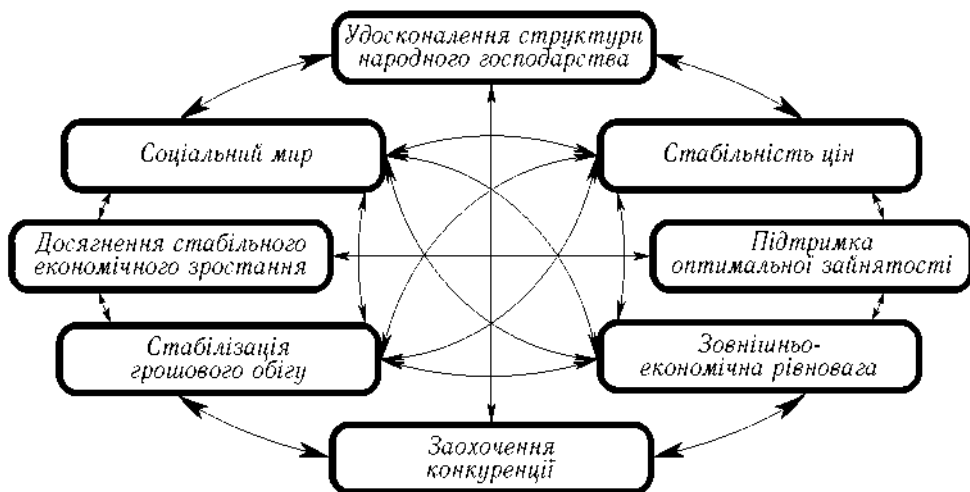 Удосконалення структури
народного господарства
Соціальний мир
Стабільність цін
Досягнення стабільного
економічного зростання
Підтримка
оптимальної зайнятості
Стабілізація
грошового обігу
Зовнішньо-
економічна рівновага
Заохочення
конкуренції